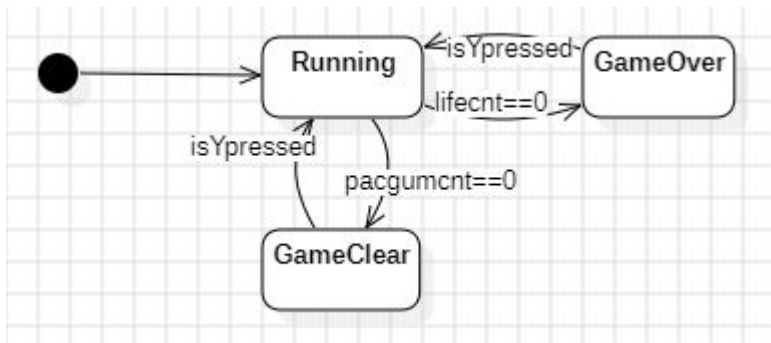 isYpressed
Running
GameOver
lifecnt==0
isYpressed
pacgumcnt==0
GameClear